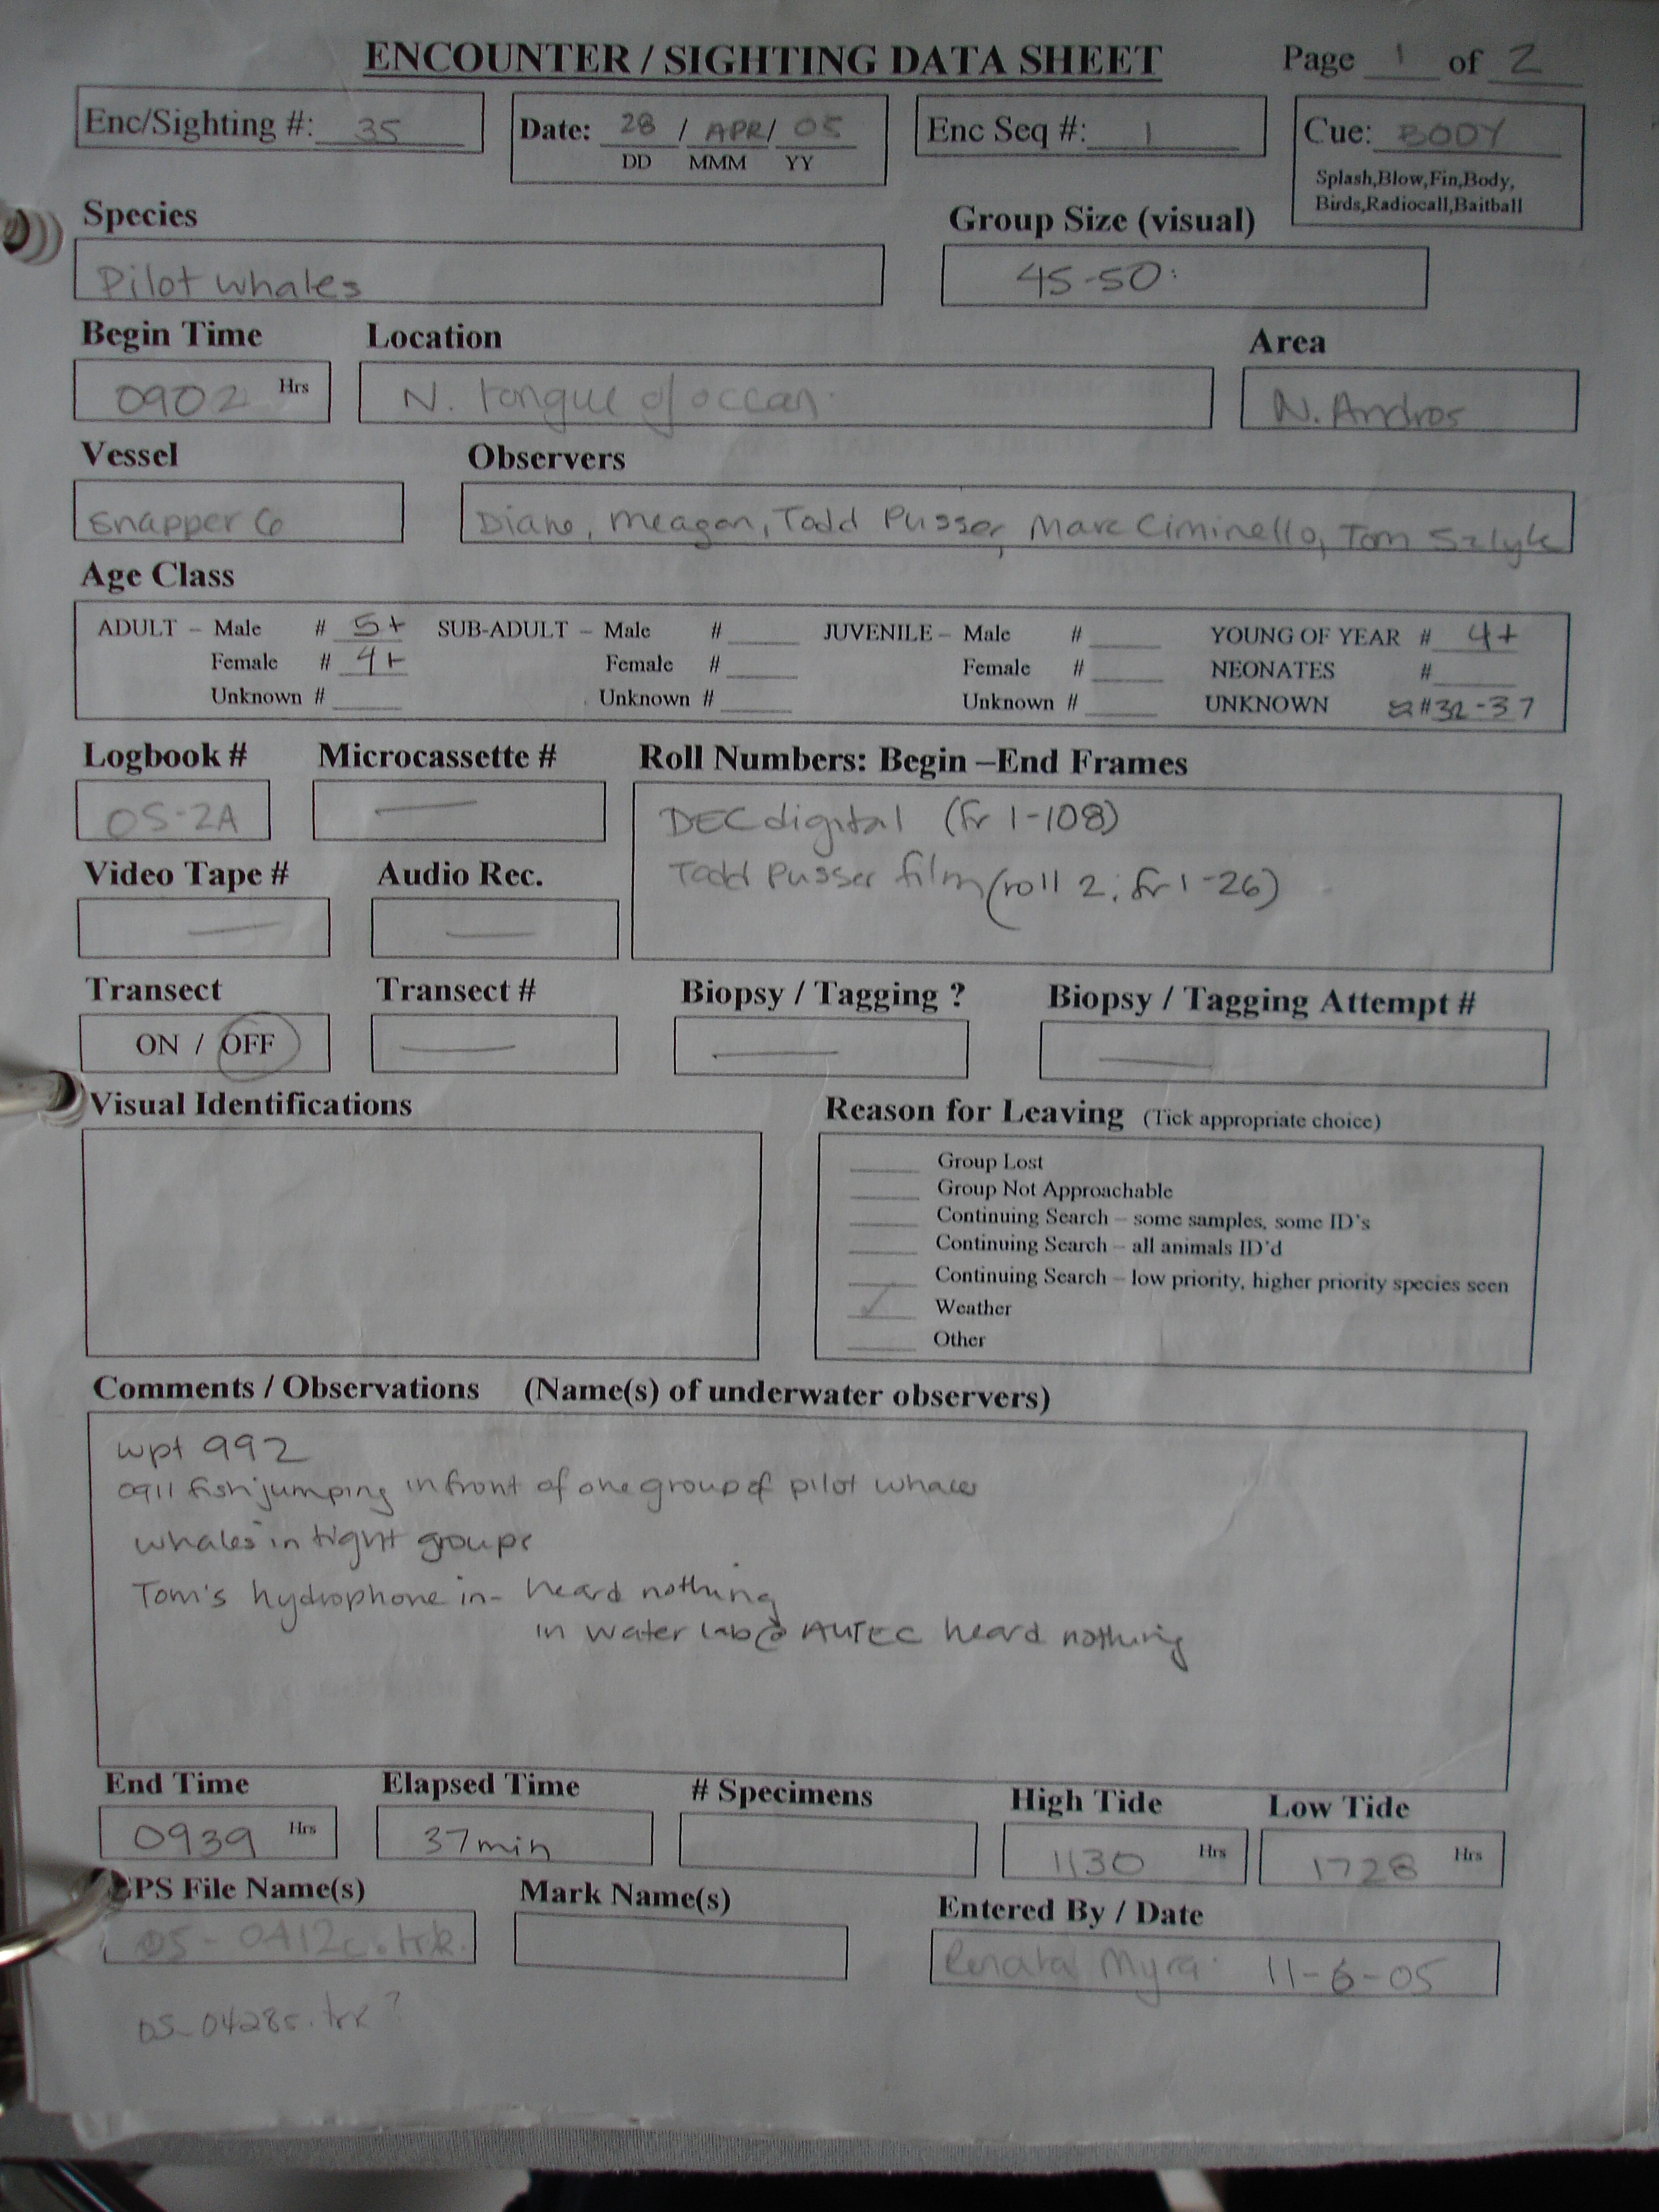 ENCOUNTER / SIGHTING DATA SHEET Page 1 of 2
Enc/Sighting #: 35 Date: 28 / APR / 05 Enc Seq #: 1 Cue: BODY
DD MMM YY
Splash,Blow,Fin,Body,
Birds,Radiocall,Baitball
Species Group Size (visual)
Pilot whales 45-50
Begin Time Location Area
0902 Hrs N. tongue of ocean N. Andros
Vessel Observers
Snapper Diane, Meagan, Todd Pusser, Marc Ciminello, Tom Szlyk
Age Class
ADULT – Male # 5+ SUB-ADULT – Male # JUVENILE – Male # YOUNG OF YEAR # 4+
Female # 4+ Female # Female # NEONATES #
Unknown # Unknown # Unknown # UNKNOWN ≈ # 32-37
Logbook # Microcassette # Roll Numbers: Begin –End Frames
05-2A — DEC digital (fr 1-108)
Video Tape # Audio Rec. Todd Pusser film (roll 2, fr 1-26)
— —
Transect Transect # Biopsy / Tagging ? Biopsy / Tagging Attempt #
ON / OFF — — —
Visual Identifications Reason for Leaving (Tick appropriate choice)
Group Lost
Group Not Approachable
Continuing Search – some samples, some ID's
Continuing Search – all animals ID'd
Continuing Search – low priority, higher priority species seen
✓ Weather
Other
Comments / Observations (Name(s) of underwater observers)
wpt 992
0911 fish jumping in front of one group of pilot whales
whales in tight groups
Tom's hydrophone in - heard nothing
in water lab @ AUTEC heard nothing
End Time Elapsed Time # Specimens High Tide Low Tide
0939 Hrs 37min 1130 Hrs 1728 Hrs
GPS File Name(s) Mark Name(s) Entered By / Date
05-0412c.trk Renata Myra 11-6-05
05-0428c.trk ?